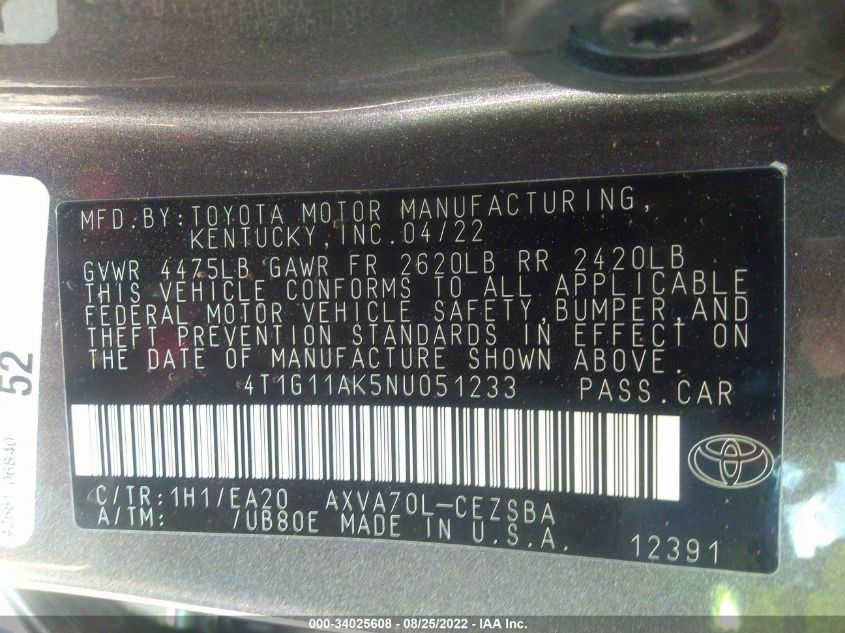 MFD.BY:TOYOTA MOTOR MANUFACTURING,
KENTUCKY,INC.04/22
GVWR 4475LB GAWR FR 2620LB RR 2420LB
THIS VEHICLE CONFORMS TO ALL APPLICABLE
FEDERAL MOTOR VEHICLE SAFETY,BUMPER,AND
THEFT PREVENTION STANDARDS IN EFFECT ON
THE DATE OF MANUFACTURE SHOWN ABOVE.
4T1G11AK5NU051233 PASS.CAR
C/TR:1H1/EA20 AXVA70L-CEZSBA
A/TM: /UB80E MADE IN U.S.A.
12391
52
06840
000-34025608 - 08/25/2022 - IAA Inc.